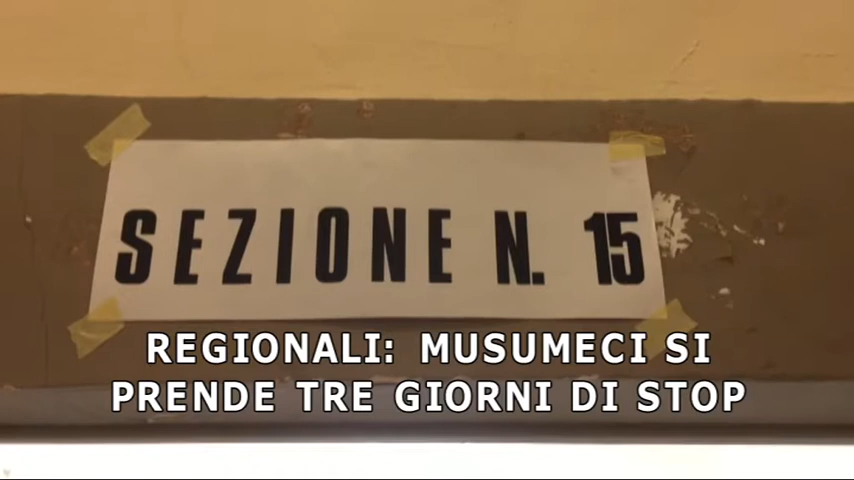 SEZIONE N. 15
REGIONALI: MUSUMECI SI
PRENDE TRE GIORNI DI STOP